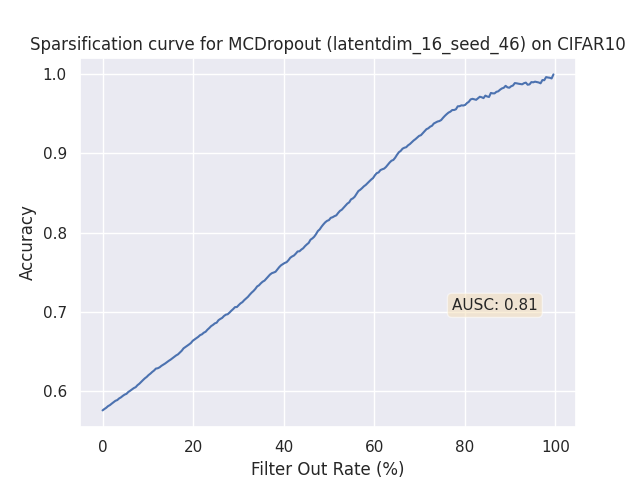 Sparsification curve for MCDropout (latentdim_16_seed_46) on CIFAR10
1.0
0.9
0.8
0.7
0.6
Accuracy
AUSC: 0.81
0 20 40 60 80 100
Filter Out Rate (%)